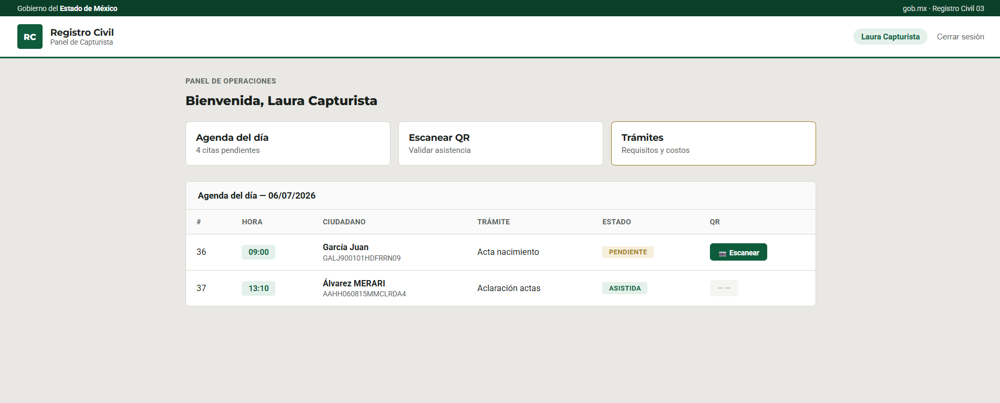 Gobierno del Estado de México
gob.mx · Registro Civil 03
RC
Registro Civil
Panel de Capturista
Laura Capturista
Cerrar sesión
PANEL DE OPERACIONES
Bienvenida, Laura Capturista
Agenda del día
4 citas pendientes
Escanear QR
Validar asistencia
Trámites
Requisitos y costos
Agenda del día — 06/07/2026
# HORA CIUDADANO TRÁMITE ESTADO QR
36 09:00 García Juan Acta nacimiento PENDIENTE Escanear
GALJ900101HDFRRN09
37 13:10 Álvarez MERARI Aclaración actas ASISTIDA — —
AAHH060815MMCLRDA4